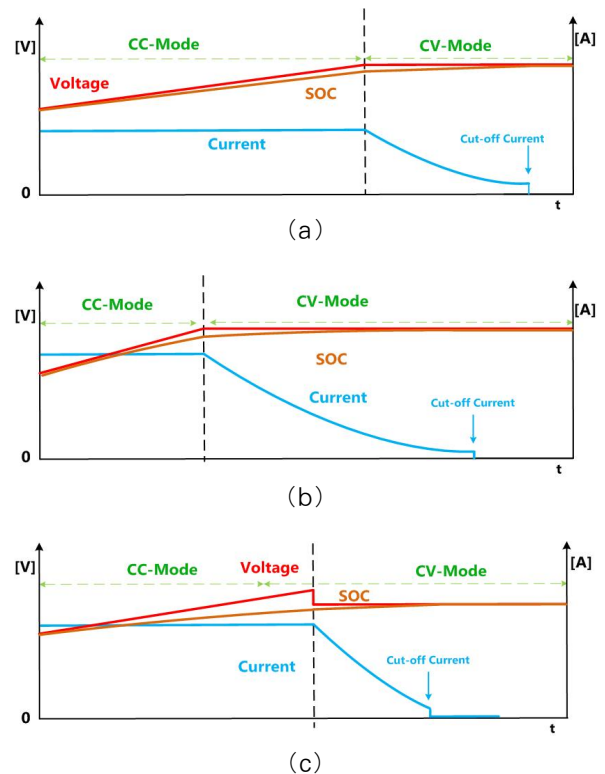 [V]
[A]
CC-Mode
CV-Mode
Voltage
SOC
Current
Cut-off Current
0
t
(a)
[V]
[A]
CC-Mode
CV-Mode
SOC
Current
Cut-off Current
0
t
(b)
[V]
[A]
CC-Mode
Voltage
CV-Mode
SOC
Current
Cut-off Current
0
t
(c)